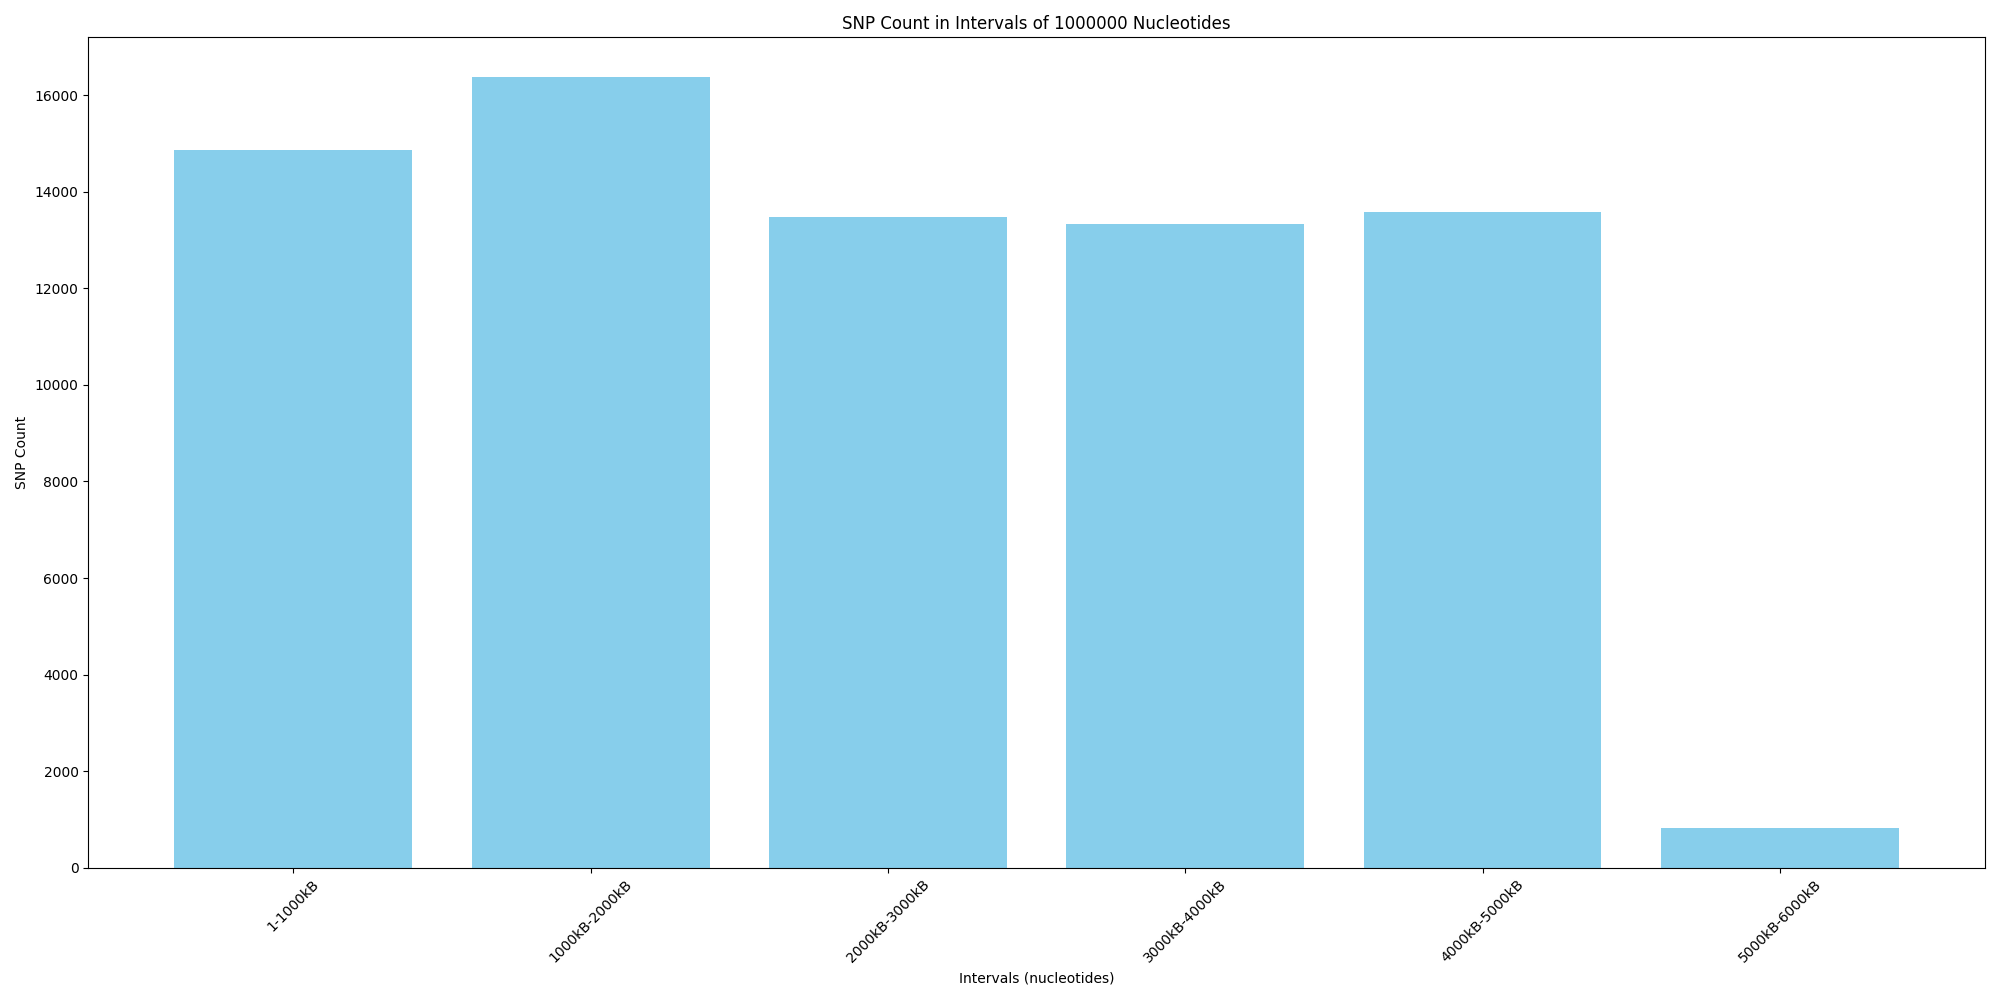 SNP Count in Intervals of 1000000 Nucleotides
16000
14000
12000
10000
8000
6000
4000
2000
0
SNP Count
1-1000kB
1000kB-2000kB
2000kB-3000kB
3000kB-4000kB
4000kB-5000kB
5000kB-6000kB
Intervals (nucleotides)